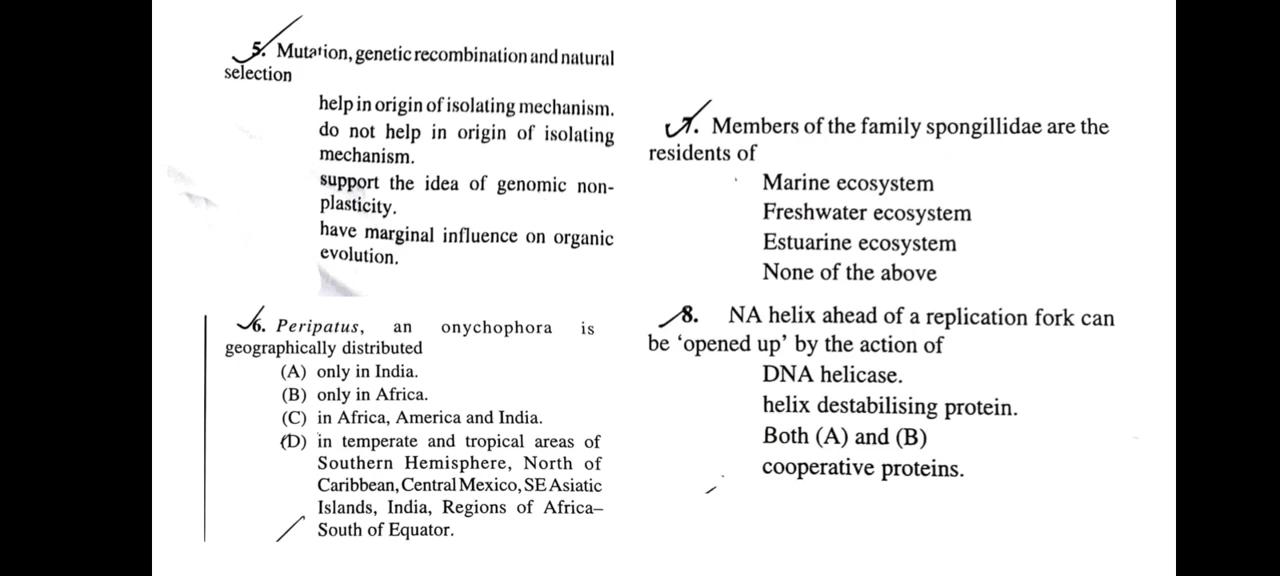 5. Mutation, genetic recombination and natural
selection
help in origin of isolating mechanism.
do not help in origin of isolating
mechanism.
support the idea of genomic non-
plasticity.
have marginal influence on organic
evolution.
6. Peripatus, an onychophora is
geographically distributed
(A) only in India.
(B) only in Africa.
(C) in Africa, America and India.
(D) in temperate and tropical areas of
Southern Hemisphere, North of
Caribbean, Central Mexico, SE Asiatic
Islands, India, Regions of Africa–
South of Equator.
7. Members of the family spongillidae are the
residents of
Marine ecosystem
Freshwater ecosystem
Estuarine ecosystem
None of the above
8. NA helix ahead of a replication fork can
be ‘opened up’ by the action of
DNA helicase.
helix destabilising protein.
Both (A) and (B)
cooperative proteins.